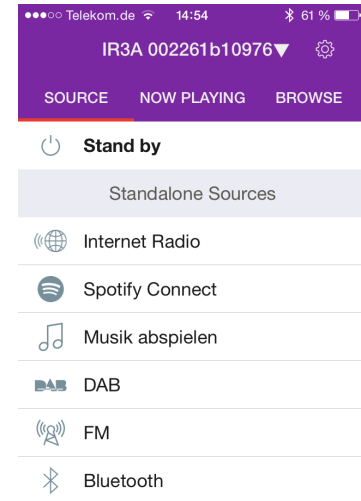 Telekom.de 14:54 61 %
IR3A 002261b10976▼
SOURCE NOW PLAYING BROWSE
Stand by
Standalone Sources
Internet Radio
Spotify Connect
Musik abspielen
DAB DAB
FM
Bluetooth